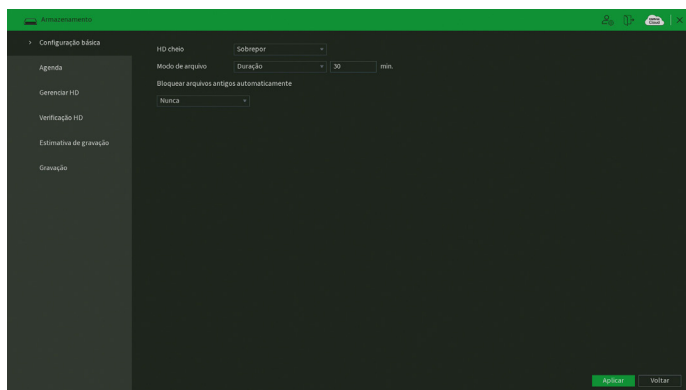 Armazenamento
Configuração básica
Agenda
Gerenciar HD
Verificação HD
Estimativa de gravação
Gravação
HD cheio Sobrepor
Modo de arquivo Duração 30 min.
Bloquear arquivos antigos automaticamente
Nunca
Aplicar Voltar